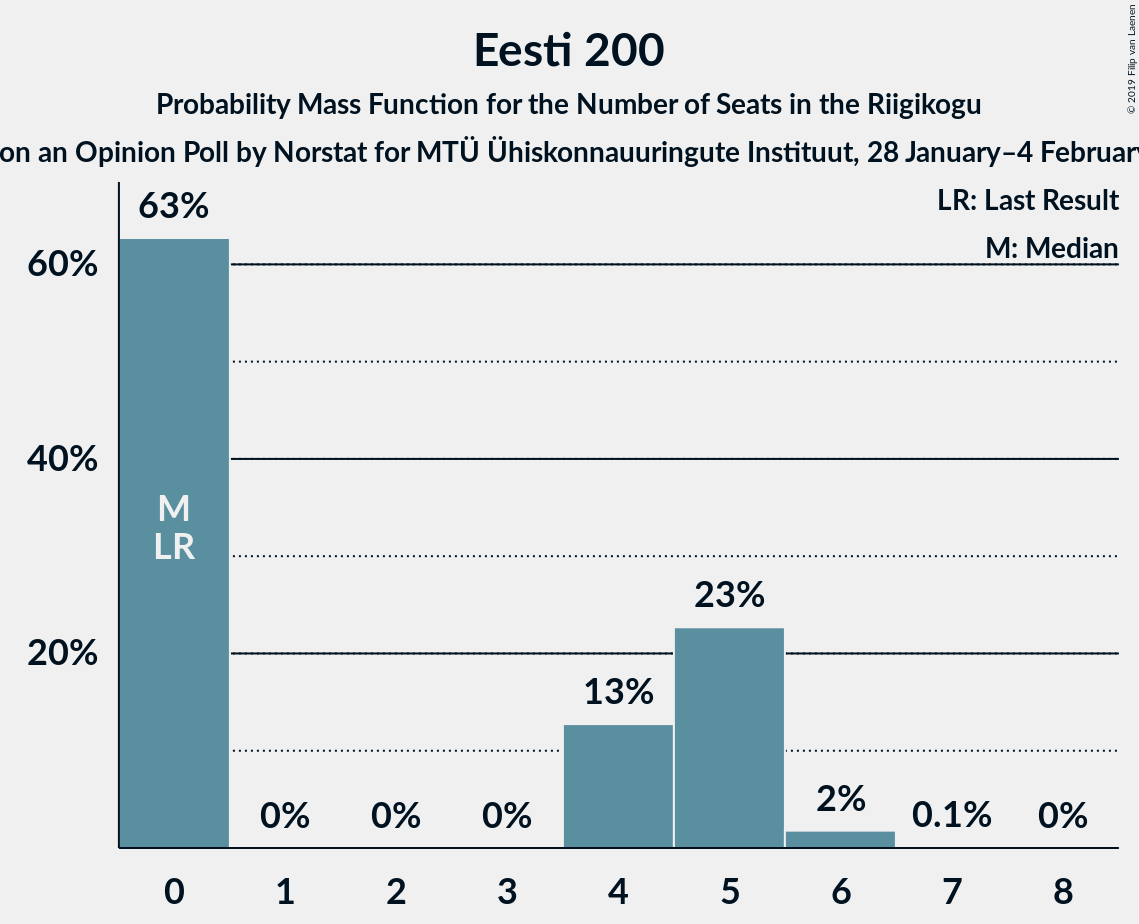 Eesti 200
Probability Mass Function for the Number of Seats in the Riigikogu
on an Opinion Poll by Norstat for MTÜ Ühiskonnauuringute Instituut, 28 January–4 February
© 2019 Filip van Laenen
LR: Last Result
M: Median
63%
60%
40%
20%
M
LR
0%
0%
0%
13%
23%
2%
0.1%
0%
0 1 2 3 4 5 6 7 8